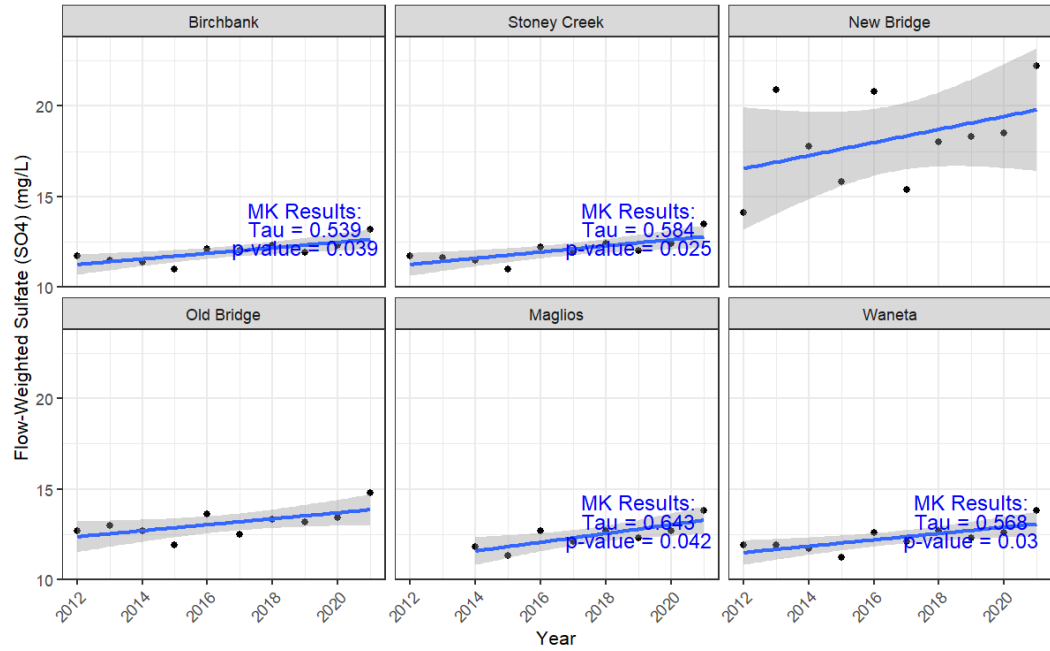 Birchbank
Stoney Creek
New Bridge
20
15
10
MK Results:
Tau = 0.539
p-value = 0.039
MK Results:
Tau = 0.584
p-value = 0.025
Old Bridge
Maglios
Waneta
20
15
10
MK Results:
Tau = 0.643
p-value = 0.042
MK Results:
Tau = 0.568
p-value = 0.03
2012
2014
2016
2018
2020
2012
2014
2016
2018
2020
2012
2014
2016
2018
2020
Year
Flow-Weighted Sulfate (SO4) (mg/L)